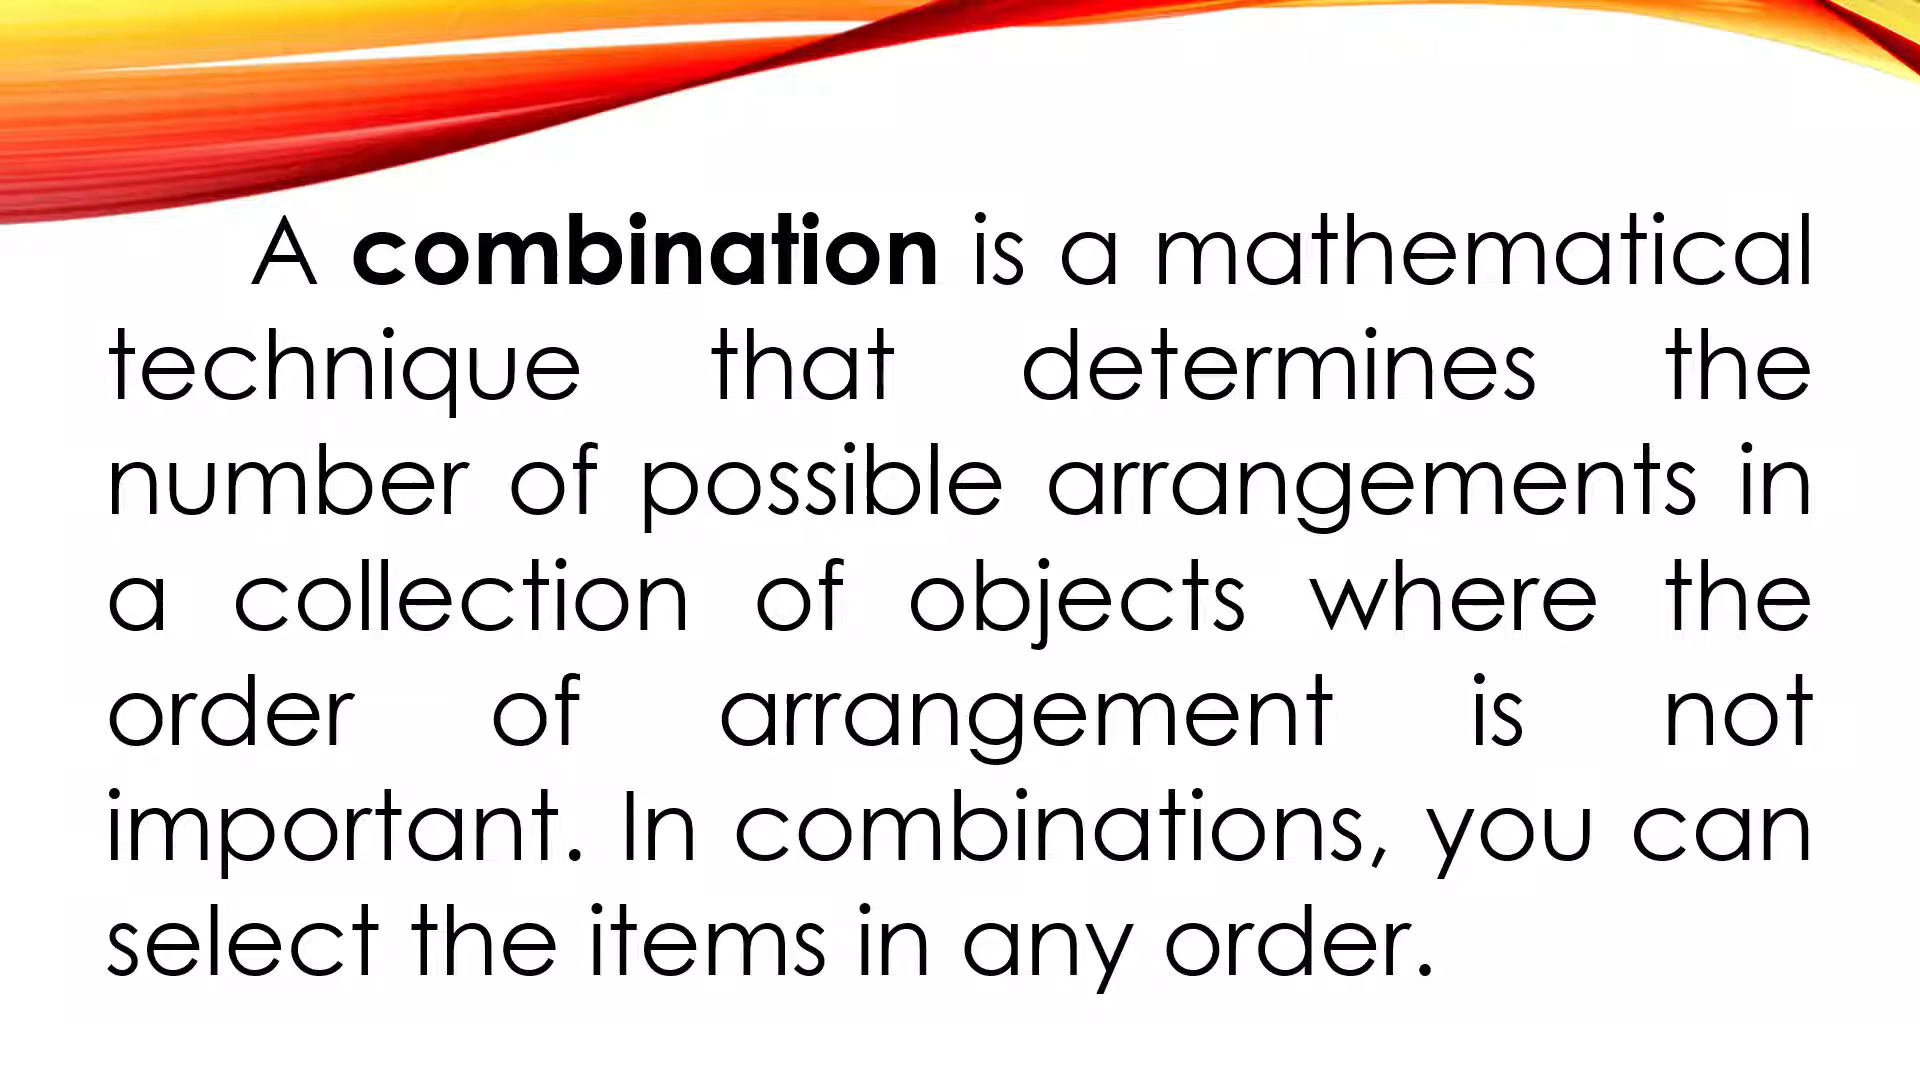 A combination is a mathematical
technique that determines the
number of possible arrangements in
a collection of objects where the
order of arrangement is not
important. In combinations, you can
select the items in any order.